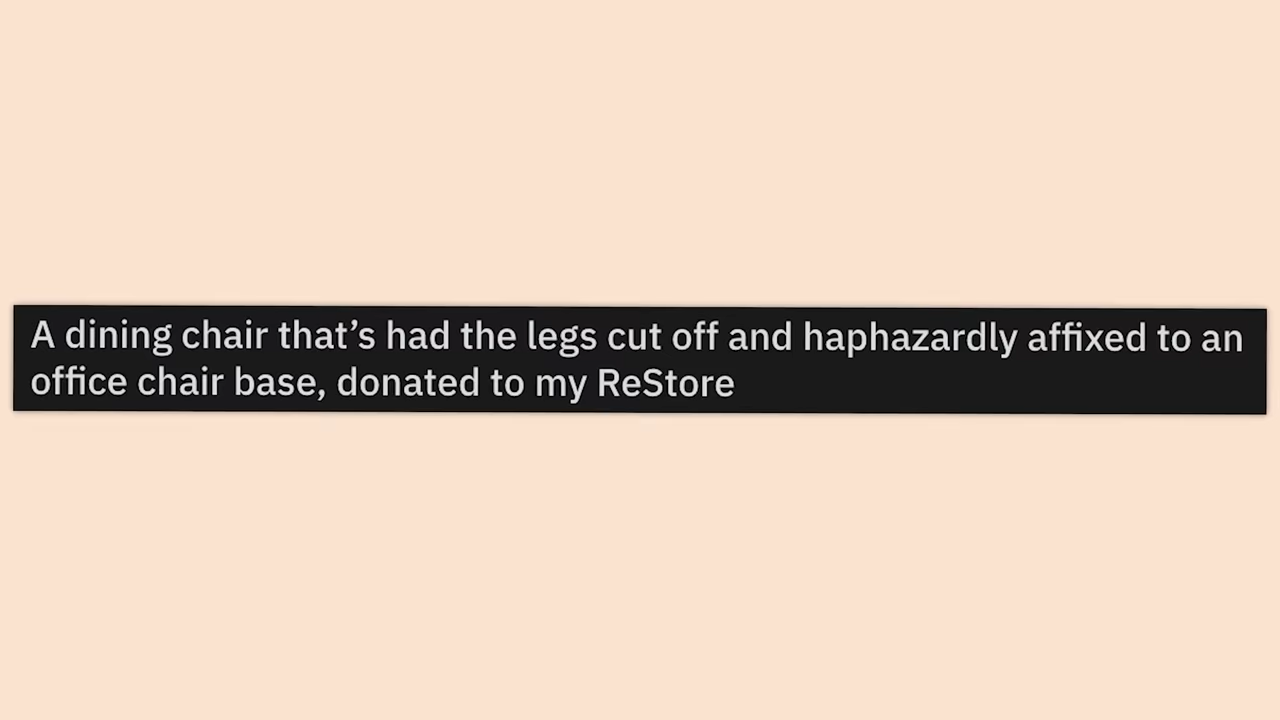 A dining chair that’s had the legs cut off and haphazardly affixed to an
office chair base, donated to my ReStore